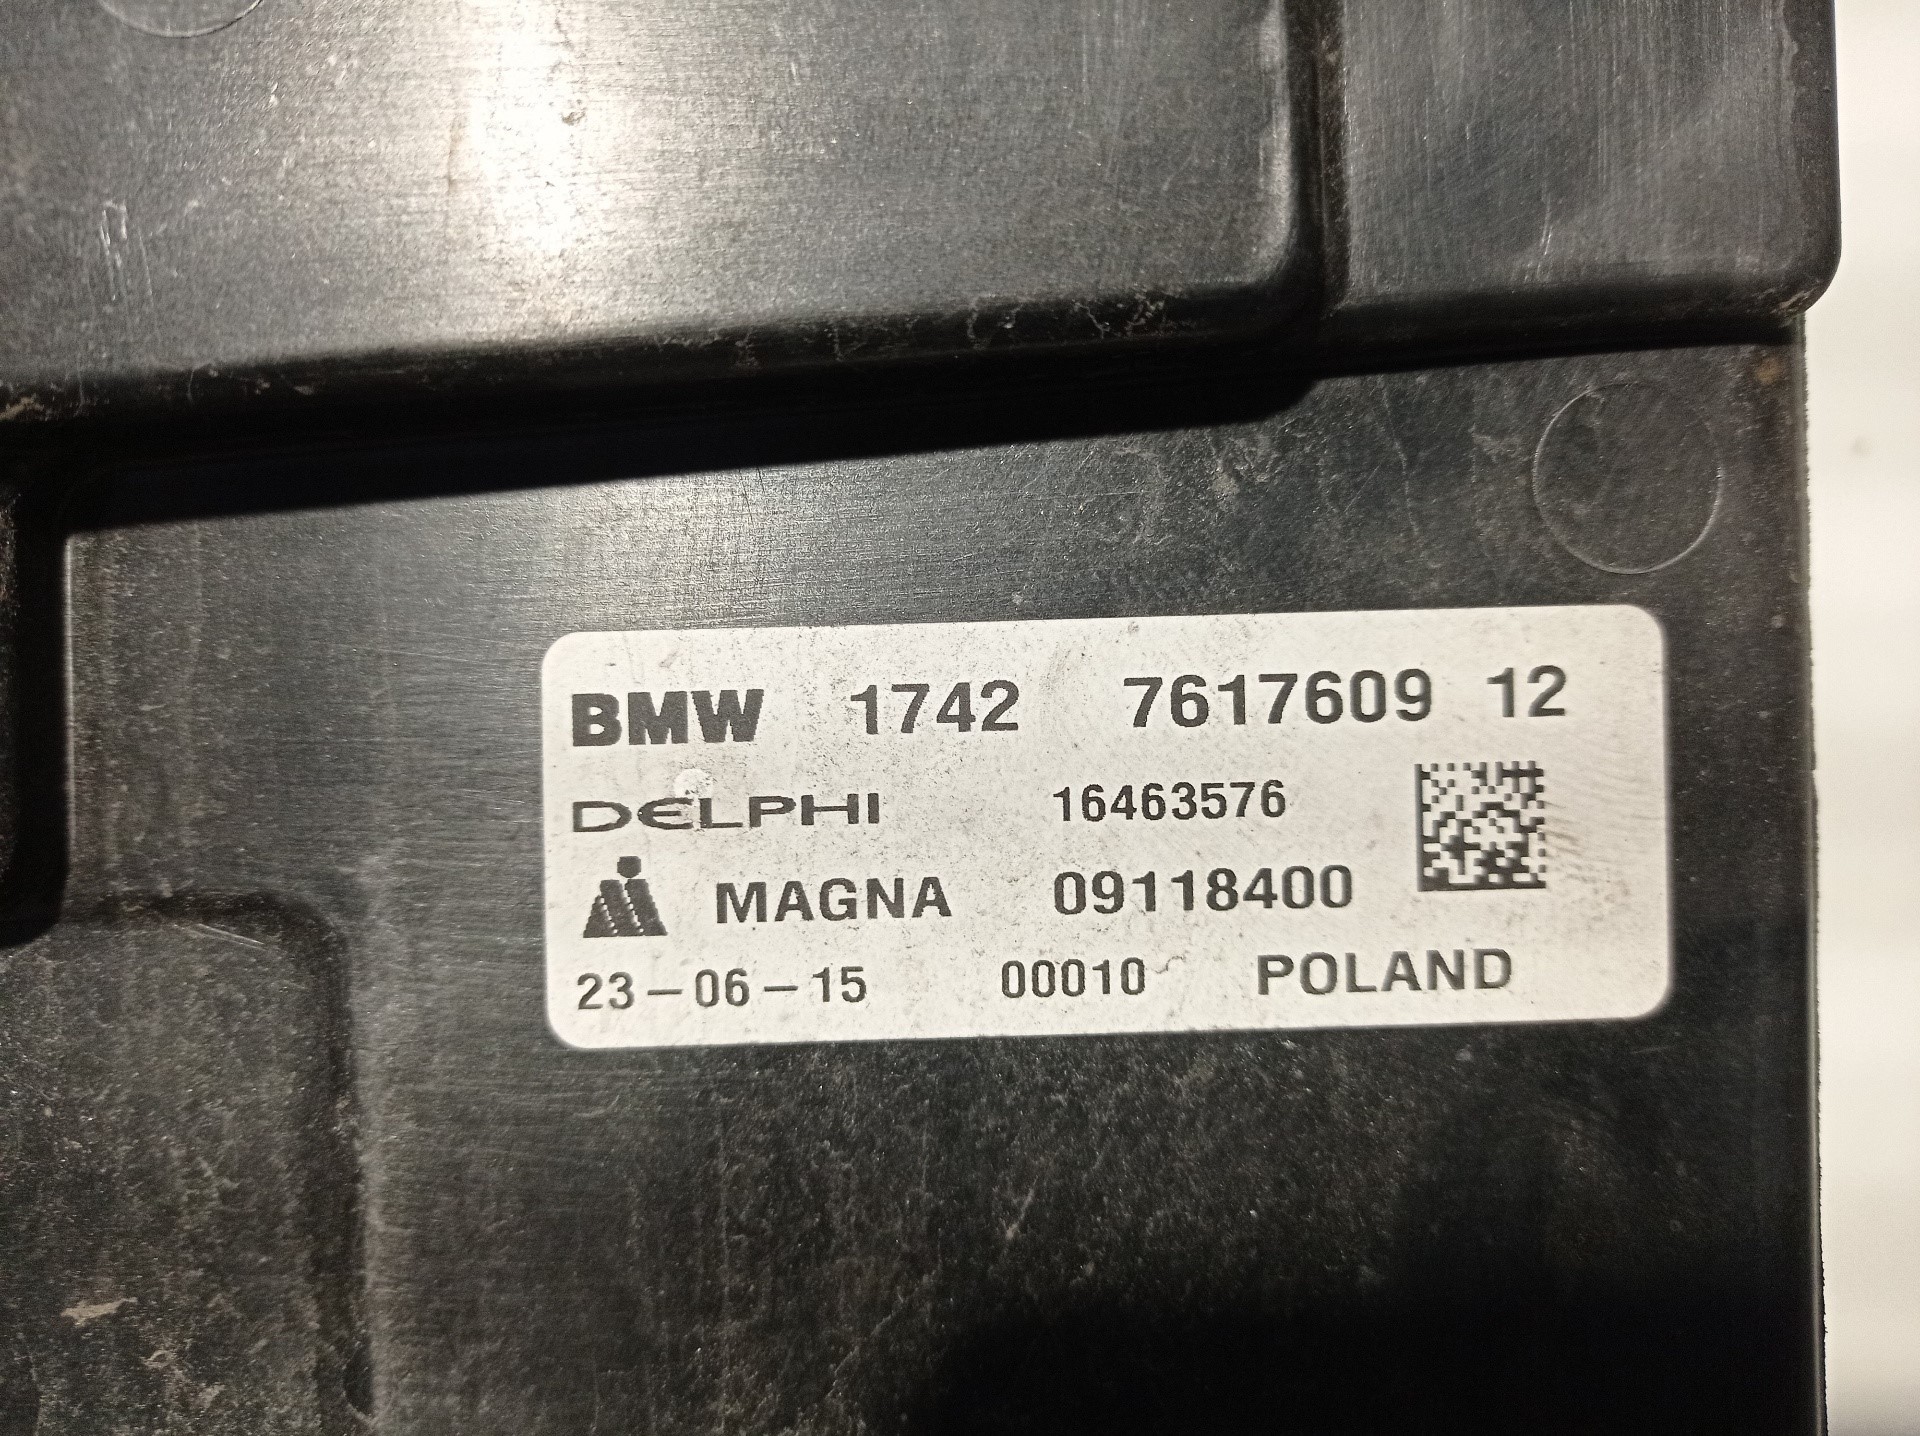 BMW 1742 7617609 12
DELPHI 16463576
MAGNA 09118400
23-06-15 00010 POLAND